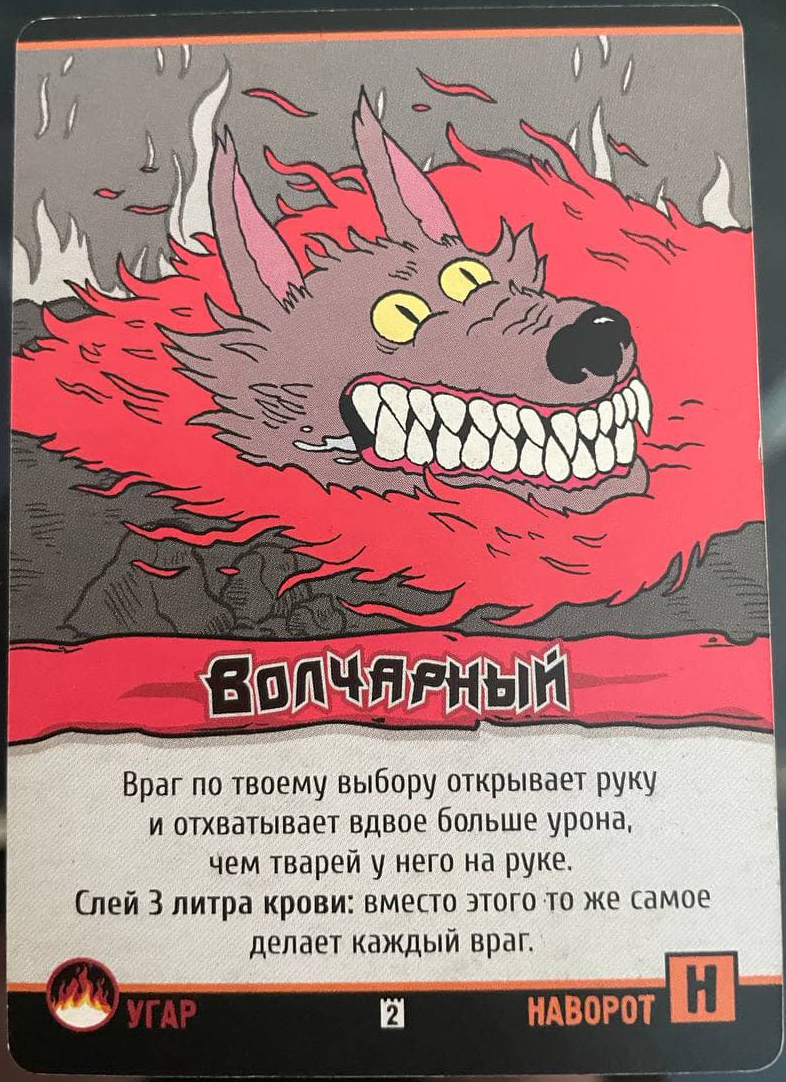 Волчарный
Враг по твоему выбору открывает руку
и отхватывает вдвое больше урона,
чем тварей у него на руке.
Слей 3 литра крови: вместо этого то же самое
делает каждый враг.
УГАР
2
НАВОРОТ
Н